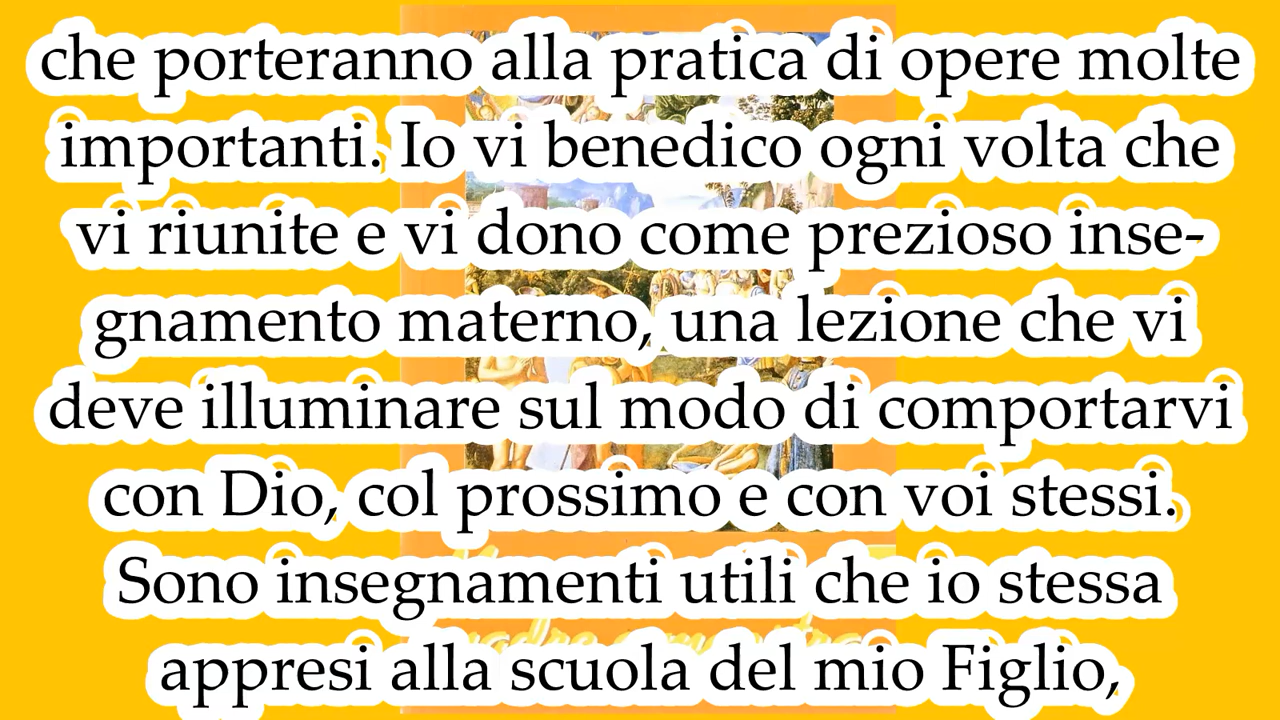 che porteranno alla pratica di opere molte
importanti. Io vi benedico ogni volta che
vi riunite e vi dono come prezioso inse-
gnamento materno, una lezione che vi
deve illuminare sul modo di comportarvi
con Dio, col prossimo e con voi stessi.
Sono insegnamenti utili che io stessa
appresi alla scuola del mio Figlio,